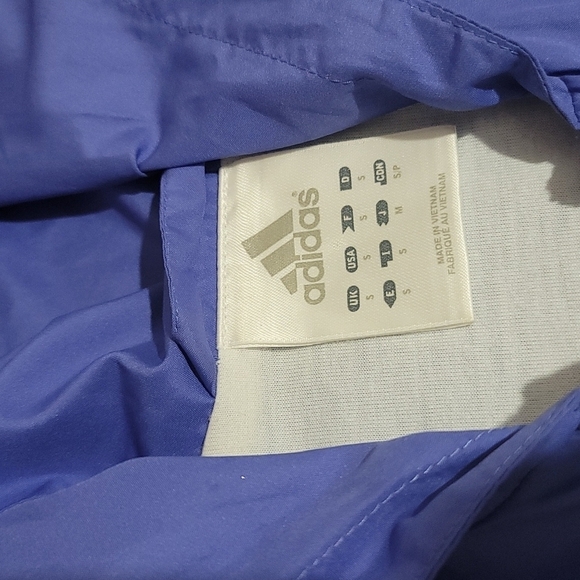 adidas®
D S CDN S/P
F S J M
USA S I S
UK S E S
MADE IN VIETNAM
FABRIQUÉ AU VIETNAM